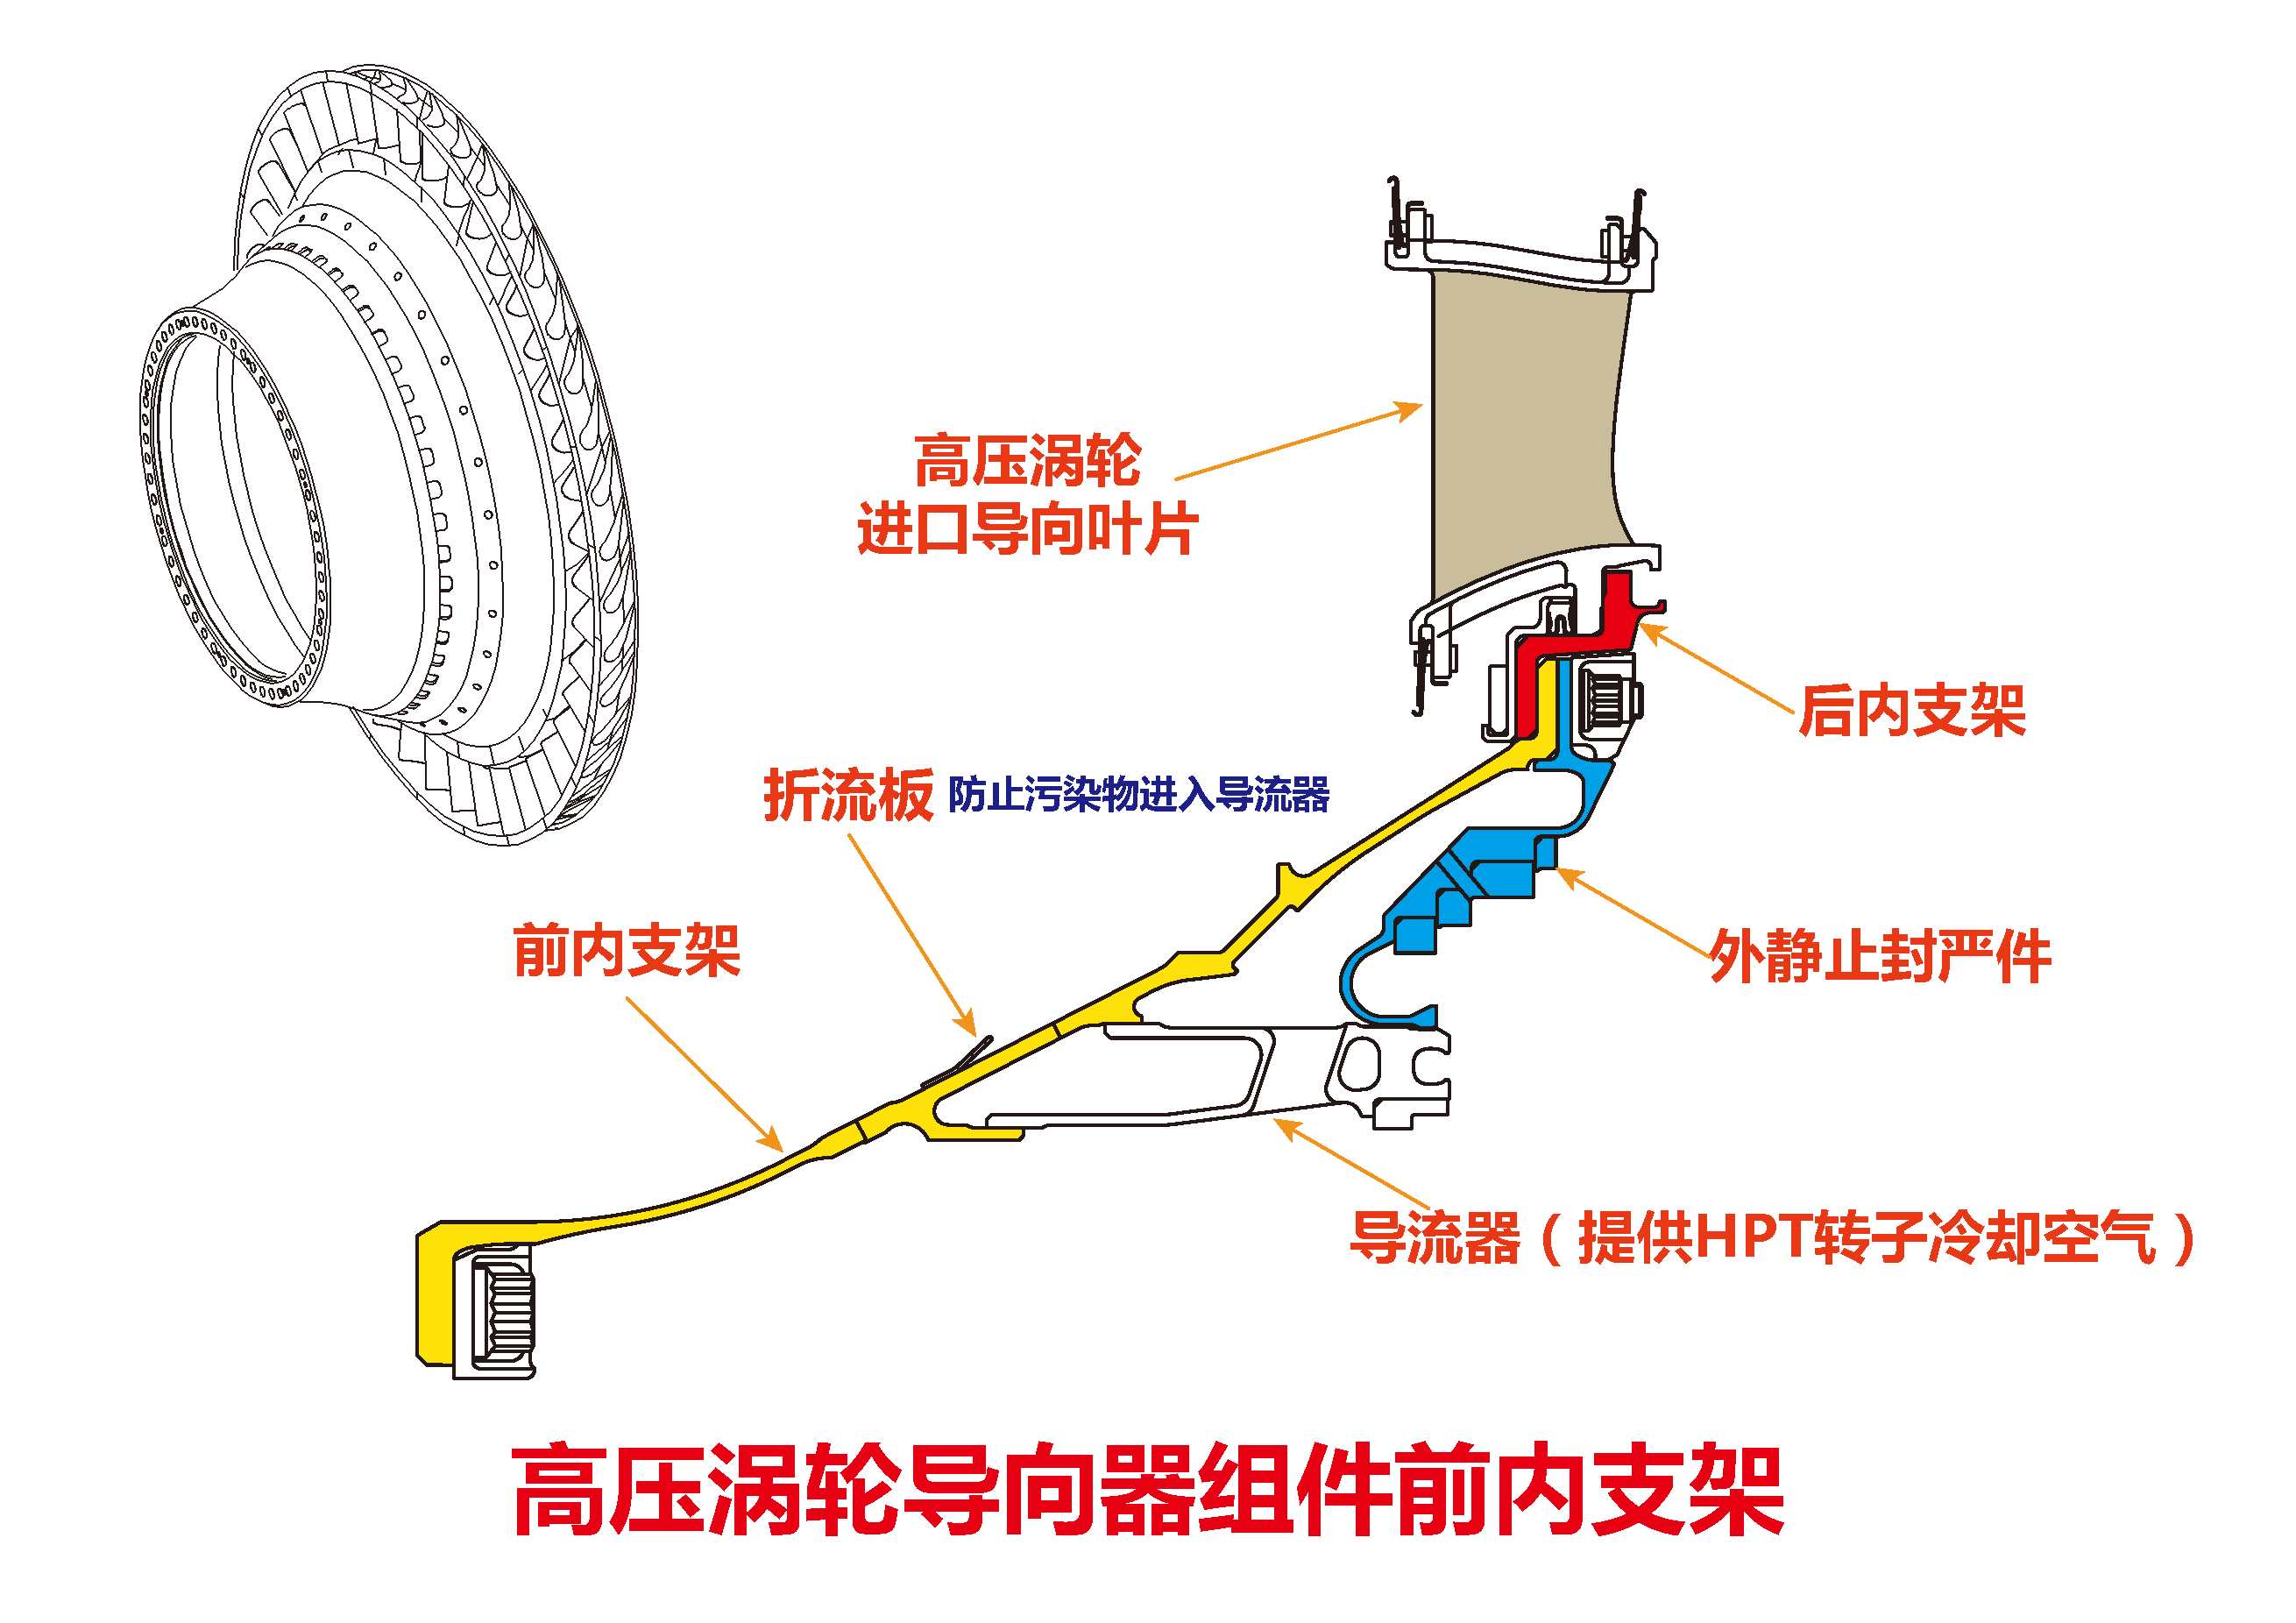 高压涡轮
进口导向叶片
后内支架
折流板 防止污染物进入导流器
前内支架
外静止封严件
导流器（提供HPT转子冷却空气）
高压涡轮导向器组件前内支架